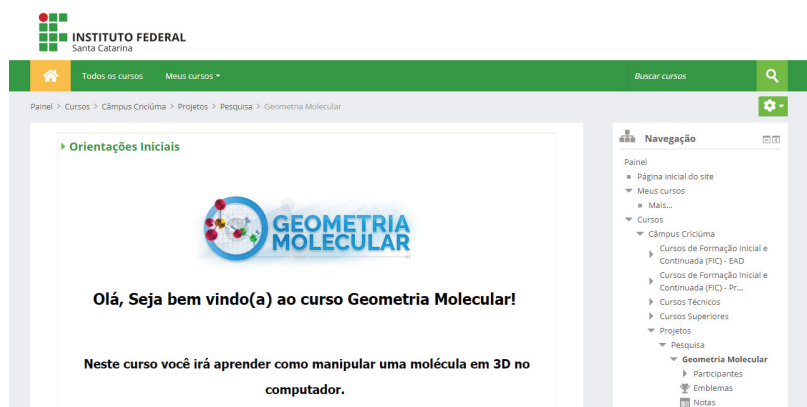 INSTITUTO FEDERAL
Santa Catarina
Todos os cursos
Meus cursos
Buscar cursos
Painel > Cursos > Câmpus Criciúma > Projetos > Pesquisa > Geometria Molecular
Orientações Iniciais
GEOMETRIA
MOLECULAR
Olá, Seja bem vindo(a) ao curso Geometria Molecular!
Neste curso você irá aprender como manipular uma molécula em 3D no
computador.
Navegação
Painel
Página inicial do site
Meus cursos
Mais...
Cursos
Câmpus Criciúma
Cursos de Formação Inicial e
Continuada (FIC) - EAD
Cursos de Formação Inicial e
Continuada (FIC) - Pr...
Cursos Técnicos
Cursos Superiores
Projetos
Pesquisa
Geometria Molecular
Participantes
Emblemas
Notas